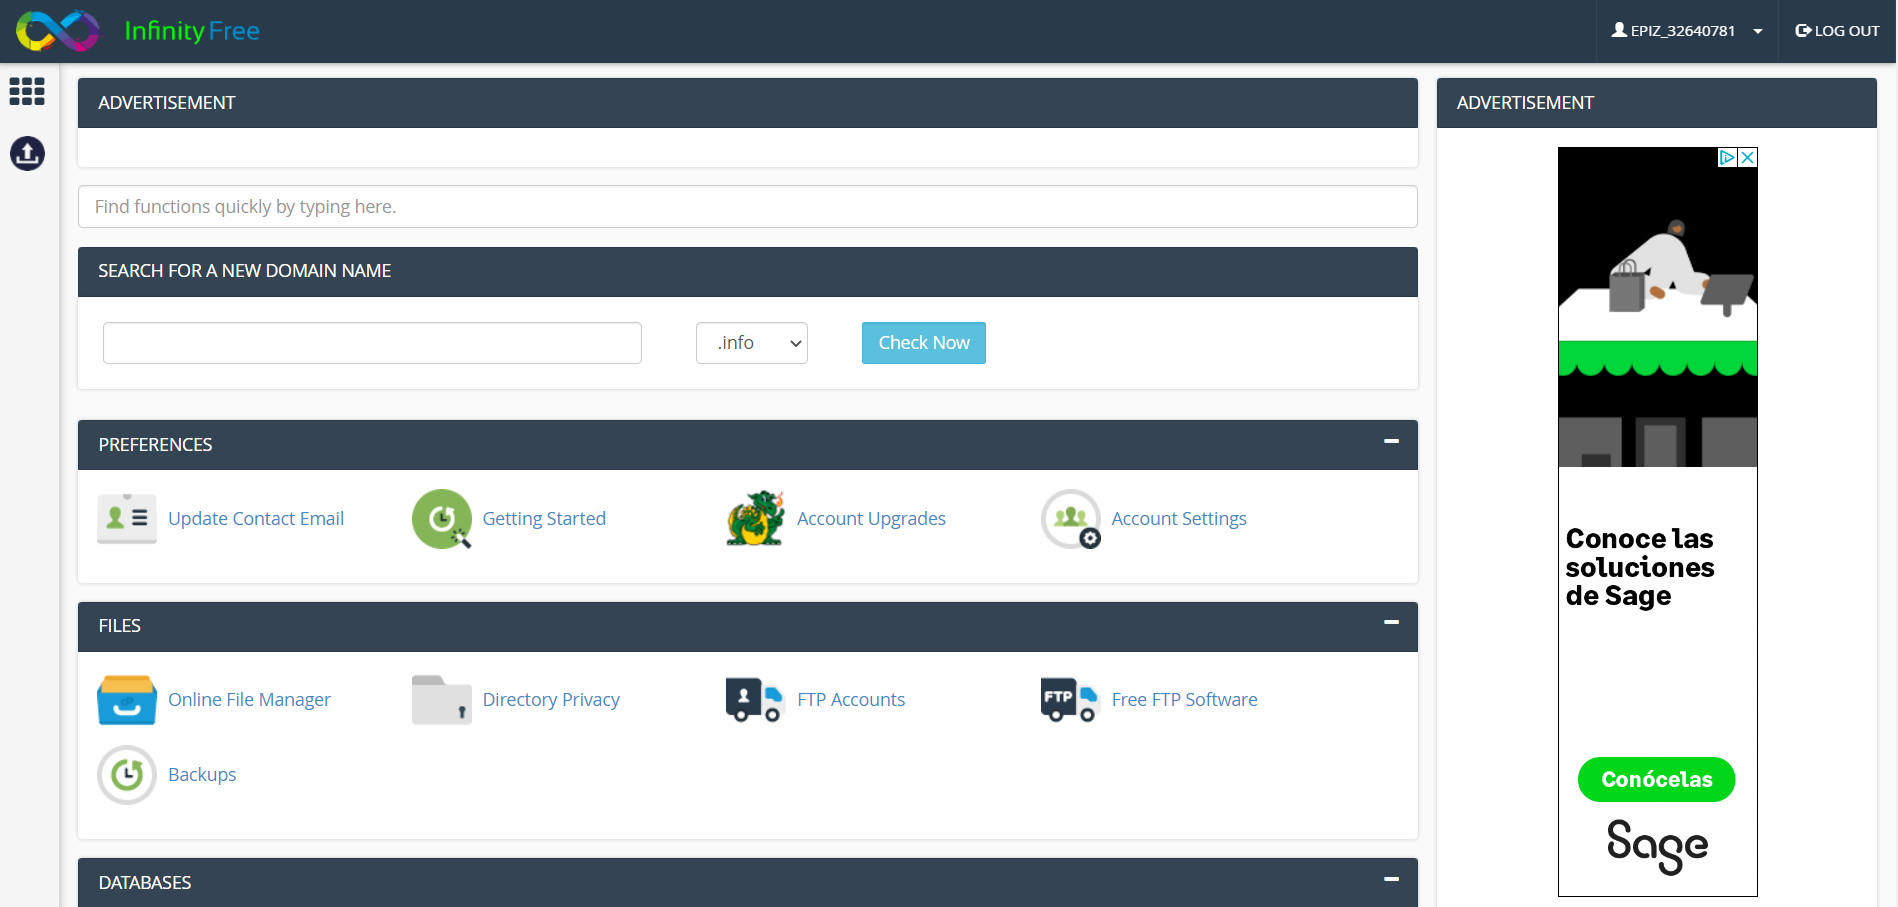 Infinity Free
EPIZ_32640781
LOG OUT
ADVERTISEMENT
Find functions quickly by typing here.
SEARCH FOR A NEW DOMAIN NAME
.info
Check Now
PREFERENCES
Update Contact Email
Getting Started
Account Upgrades
Account Settings
FILES
Online File Manager
Directory Privacy
FTP Accounts
FTP
Free FTP Software
Backups
DATABASES
ADVERTISEMENT
Conoce las
soluciones
de Sage
Conócelas
Sage